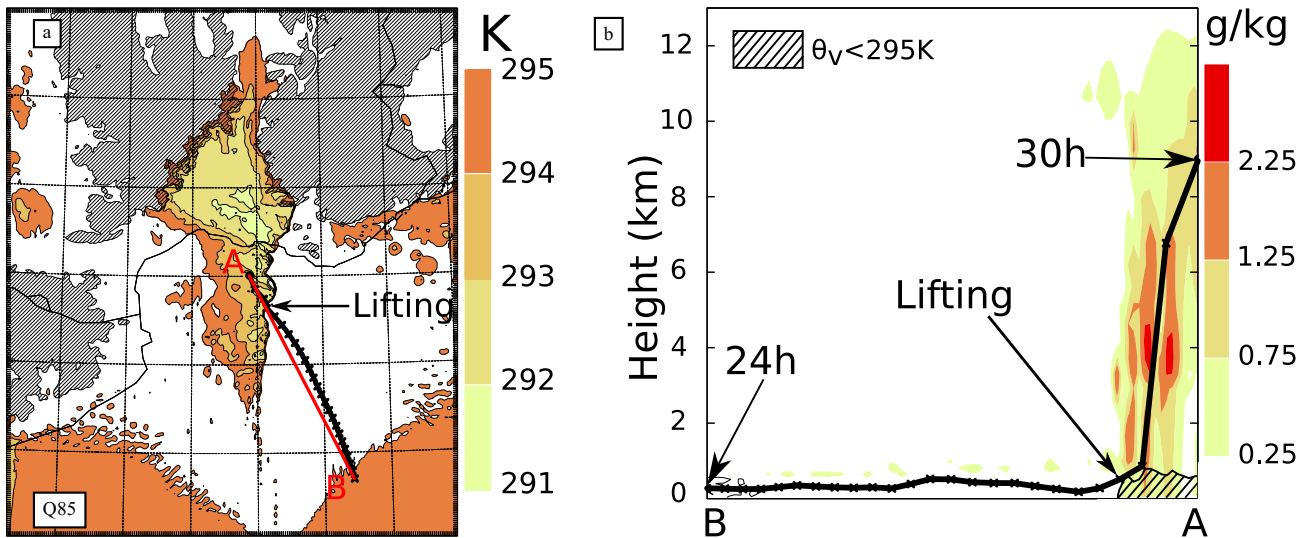 a
K
295
294
293
292
291
A
Lifting
B
Q85
b
g/kg
θv<295K
12
10
8
6
4
2
0
Height (km)
30h
Lifting
24h
2.25
1.25
0.75
0.25
B
A